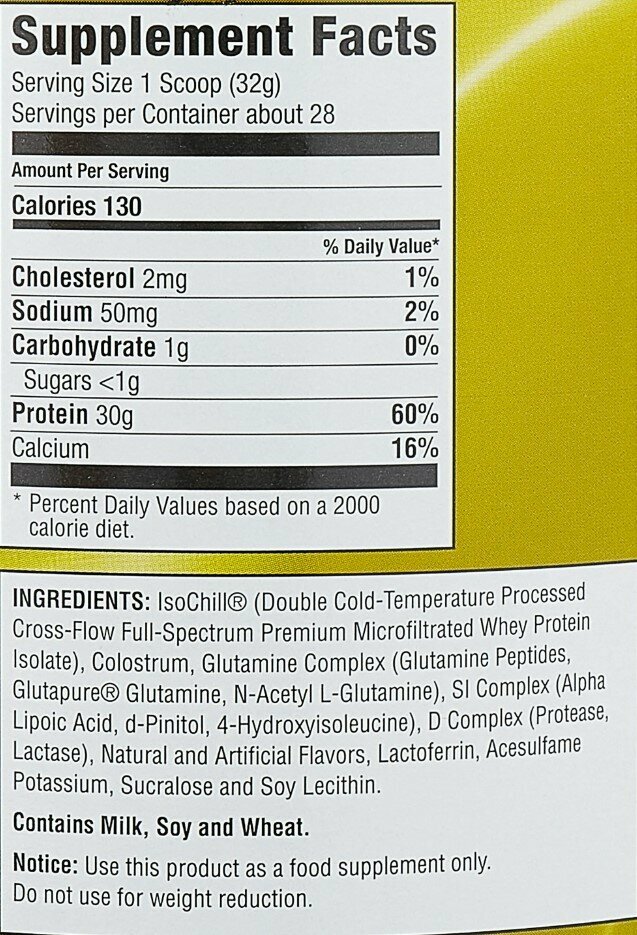 Supplement Facts
Serving Size 1 Scoop (32g)
Servings per Container about 28
Amount Per Serving
Calories 130
% Daily Value*
Cholesterol 2mg 1%
Sodium 50mg 2%
Carbohydrate 1g 0%
Sugars <1g
Protein 30g 60%
Calcium 16%
* Percent Daily Values based on a 2000
calorie diet.
INGREDIENTS: IsoChill® (Double Cold-Temperature Processed
Cross-Flow Full-Spectrum Premium Microfiltrated Whey Protein
Isolate), Colostrum, Glutamine Complex (Glutamine Peptides,
Glutapure® Glutamine, N-Acetyl L-Glutamine), SI Complex (Alpha
Lipoic Acid, d-Pinitol, 4-Hydroxyisoleucine), D Complex (Protease,
Lactase), Natural and Artificial Flavors, Lactoferrin, Acesulfame
Potassium, Sucralose and Soy Lecithin.
Contains Milk, Soy and Wheat.
Notice: Use this product as a food supplement only.
Do not use for weight reduction.